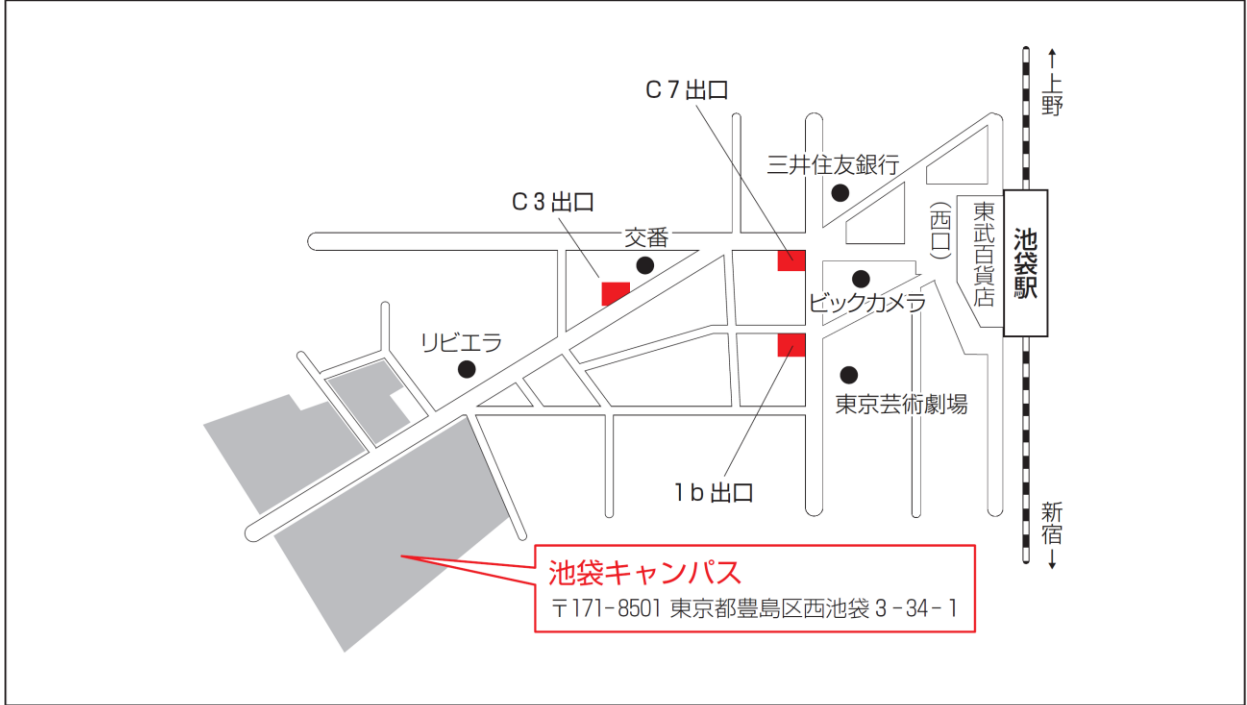 ↑上野
C7出口
三井住友銀行
C3出口
交番
(西口)
東武百貨店
池袋駅
ビックカメラ
リビエラ
東京芸術劇場
1b出口
新宿↓
池袋キャンパス
〒171-8501 東京都豊島区西池袋3-34-1